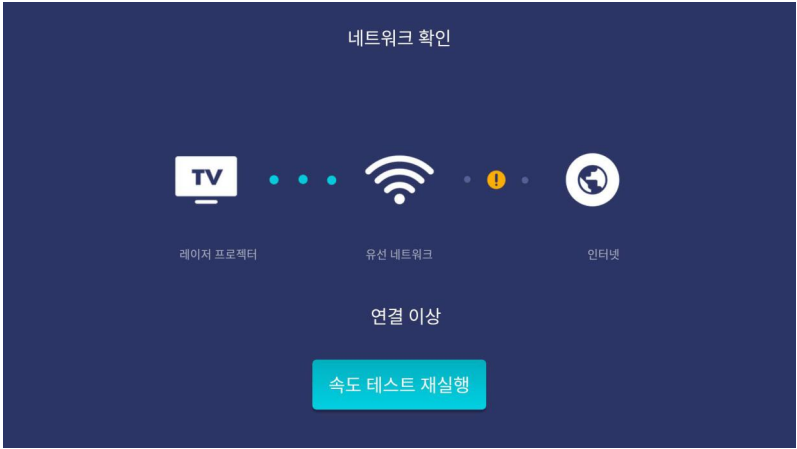 네트워크 확인
TV
레이저 프로젝터
유선 네트워크
인터넷
연결 이상
속도 테스트 재실행